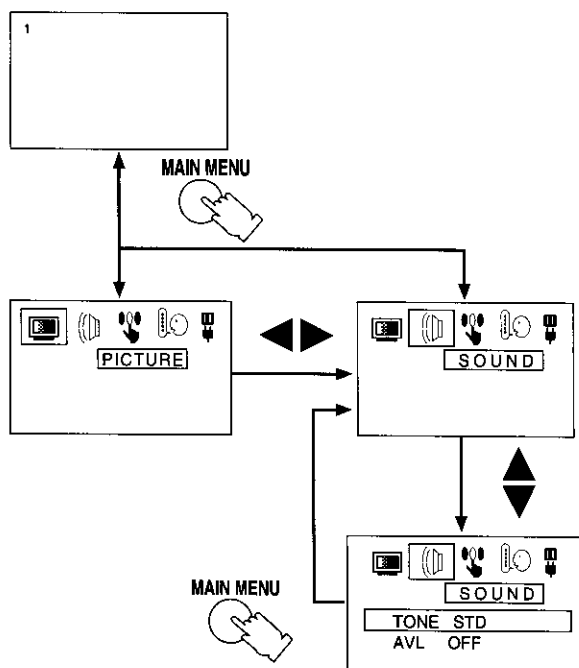 1
MAIN MENU
PICTURE
SOUND
SOUND
TONE STD
AVL OFF
MAIN MENU